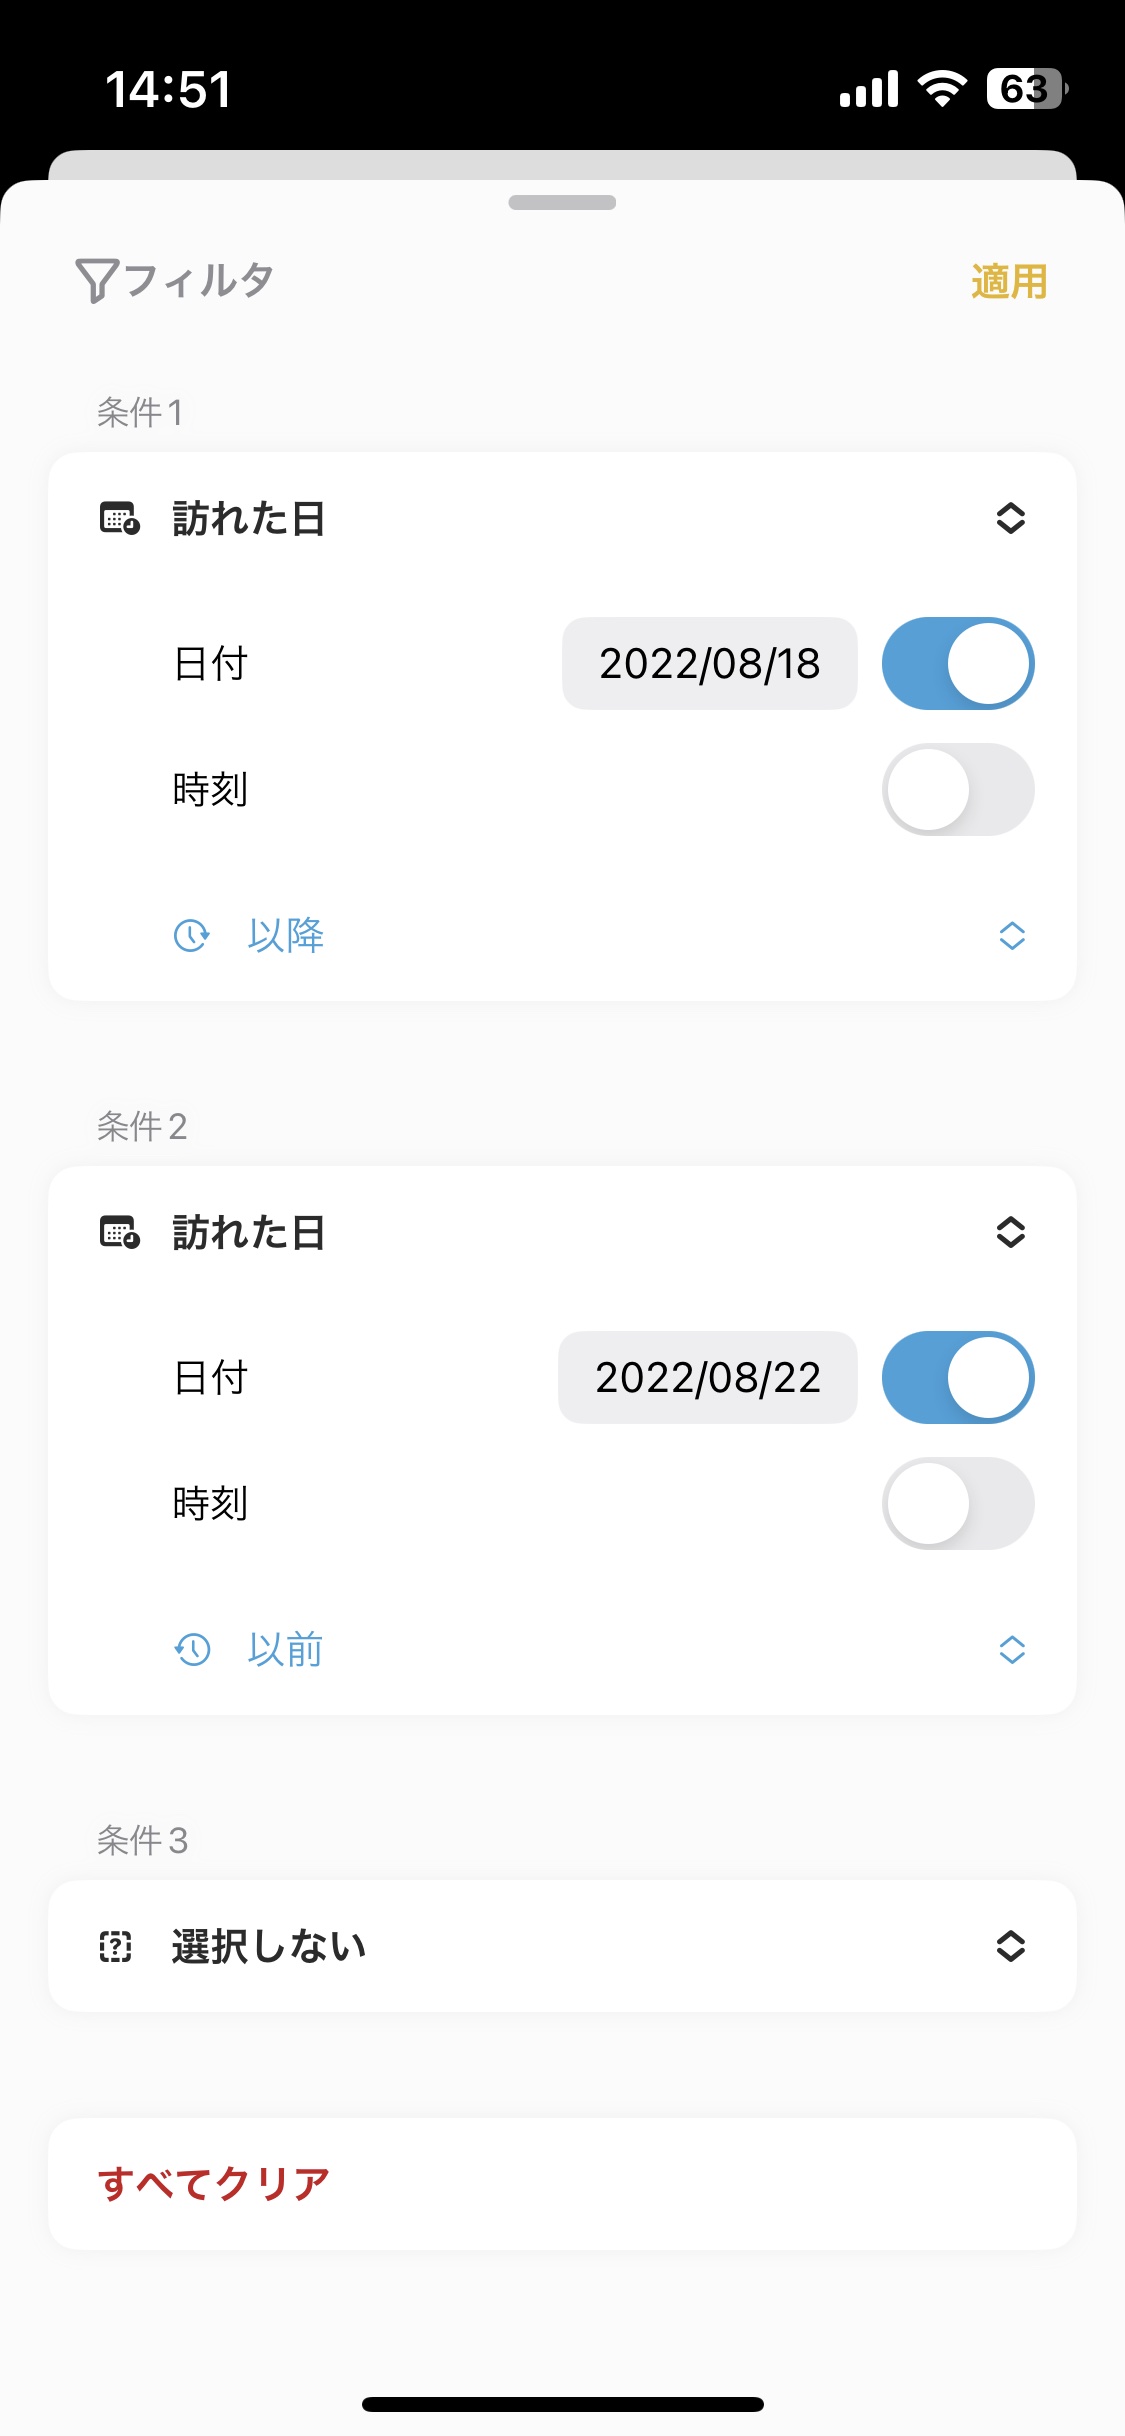 14:51
63
フィルタ
適用
条件1
訪れた日
日付
2022/08/18
時刻
以降
条件2
訪れた日
日付
2022/08/22
時刻
以前
条件3
選択しない
すべてクリア